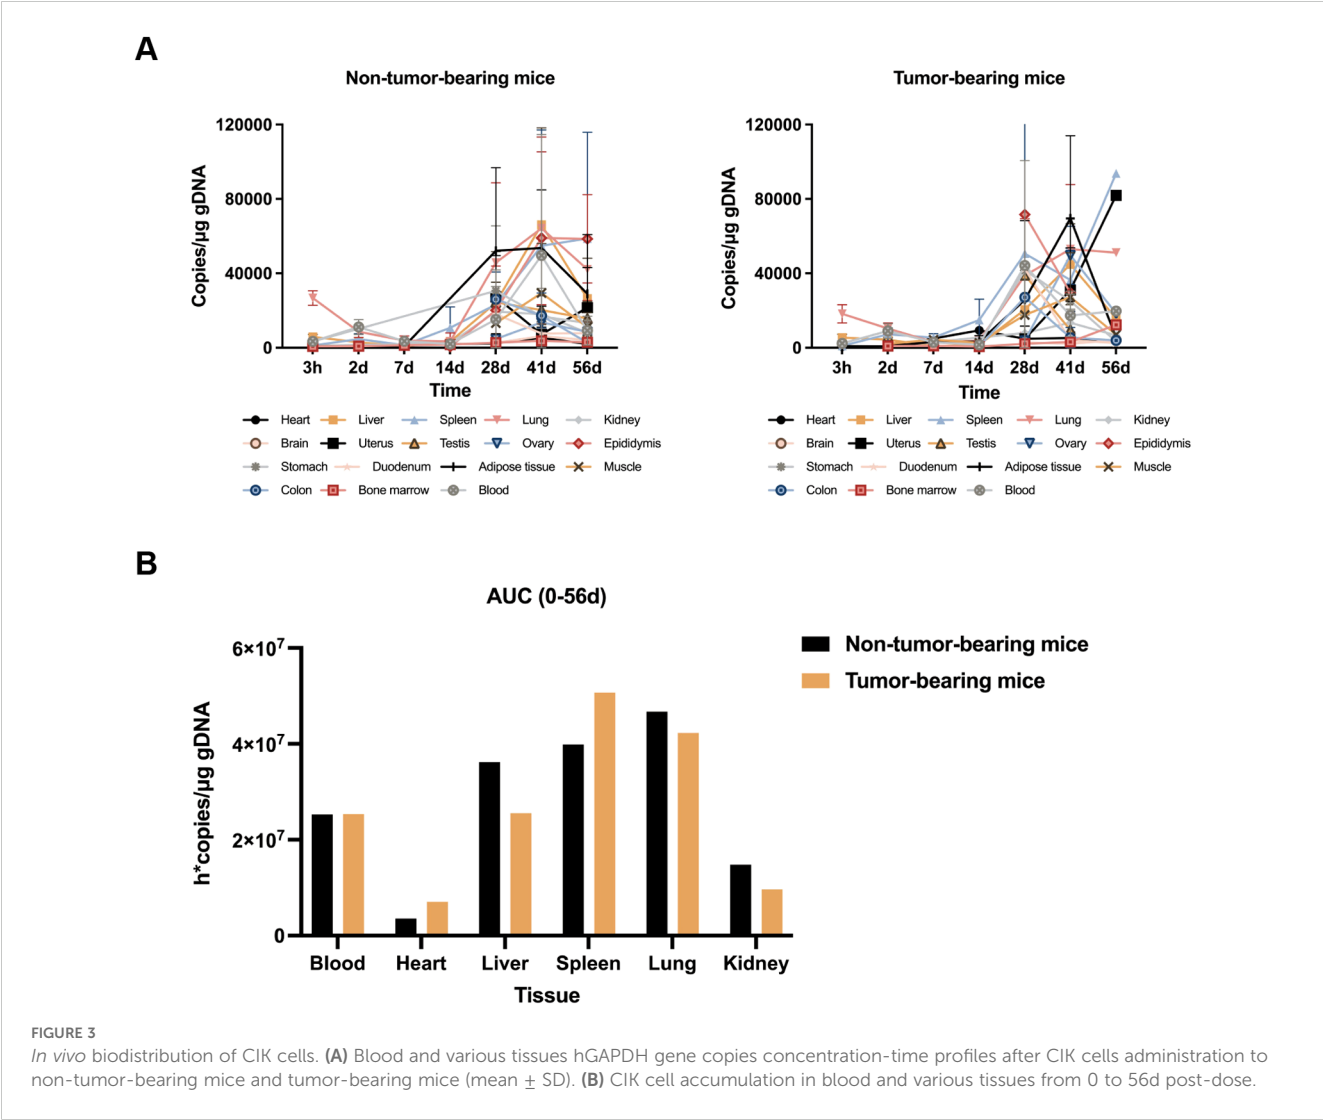 A
Non-tumor-bearing mice
Copies/µg gDNA
120000
80000
40000
0
3h 2d 7d 14d 28d 41d 56d
Time
Heart Liver Spleen Lung Kidney
Brain Uterus Testis Ovary Epididymis
Stomach Duodenum Adipose tissue Muscle
Colon Bone marrow Blood
Tumor-bearing mice
Copies/µg gDNA
120000
80000
40000
0
3h 2d 7d 14d 28d 41d 56d
Time
Heart Liver Spleen Lung Kidney
Brain Uterus Testis Ovary Epididymis
Stomach Duodenum Adipose tissue Muscle
Colon Bone marrow Blood
B
AUC (0-56d)
h*copies/µg gDNA
6×10⁷
4×10⁷
2×10⁷
0
Blood Heart Liver Spleen Lung Kidney
Tissue
Non-tumor-bearing mice
Tumor-bearing mice
FIGURE 3
In vivo biodistribution of CIK cells. (A) Blood and various tissues hGAPDH gene copies concentration-time profiles after CIK cells administration to
non-tumor-bearing mice and tumor-bearing mice (mean ± SD). (B) CIK cell accumulation in blood and various tissues from 0 to 56d post-dose.